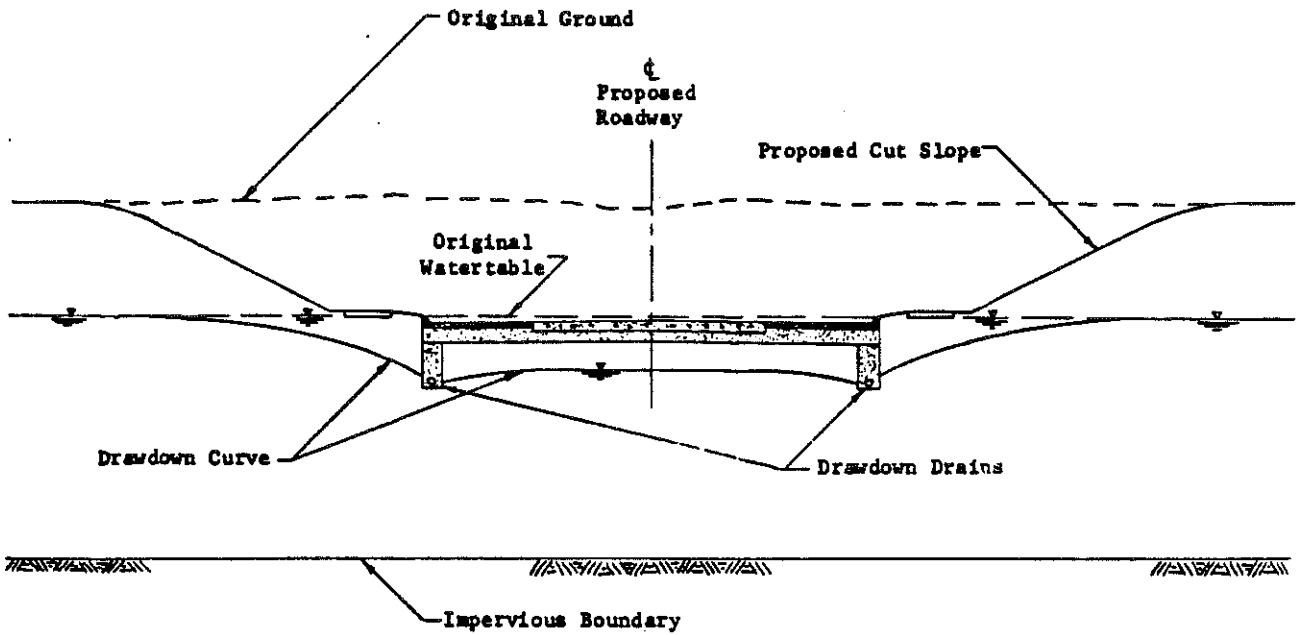 Original Ground
℄
Proposed
Roadway
Proposed Cut Slope
Original
Watertable
Drawdown Curve
Drawdown Drains
Impervious Boundary